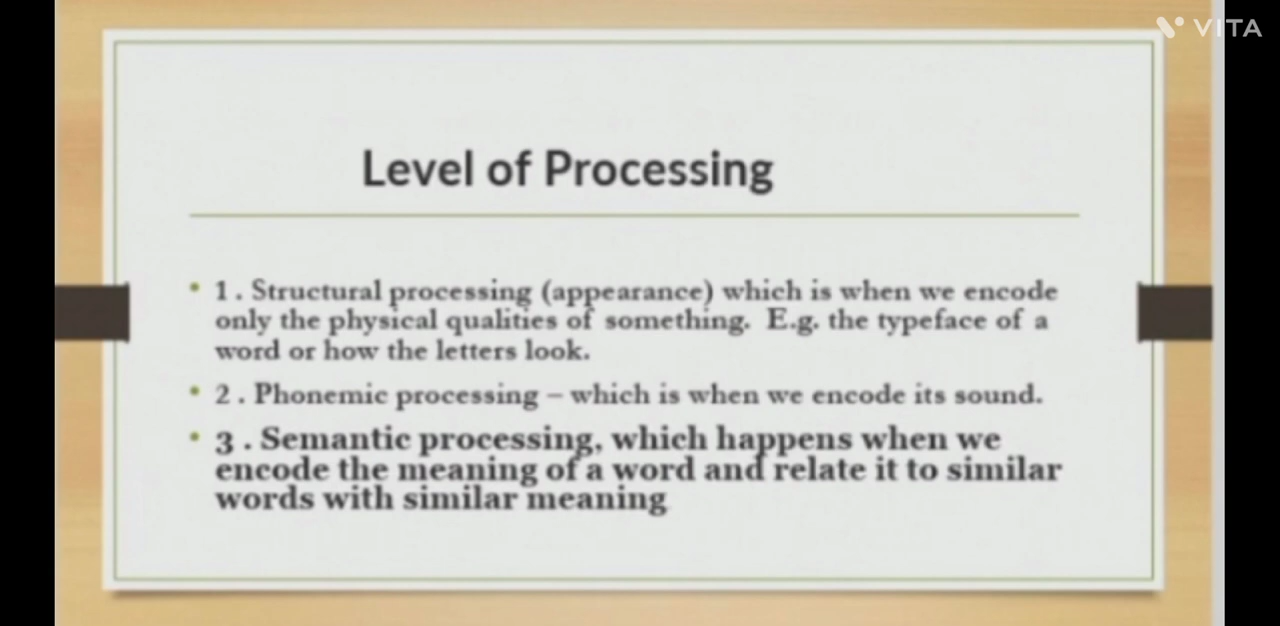 VITA
Level of Processing
• 1 . Structural processing (appearance) which is when we encode
only the physical qualities of something. E.g. the typeface of a
word or how the letters look.
• 2 . Phonemic processing – which is when we encode its sound.
• 3 . Semantic processing, which happens when we
encode the meaning of a word and relate it to similar
words with similar meaning